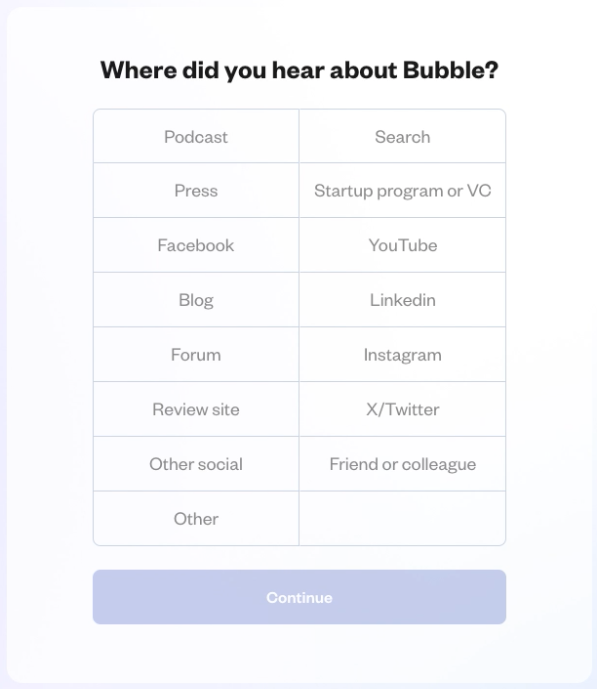 Where did you hear about Bubble?
Podcast
Search
Press
Startup program or VC
Facebook
YouTube
Blog
Linkedin
Forum
Instagram
Review site
X/Twitter
Other social
Friend or colleague
Other
Continue